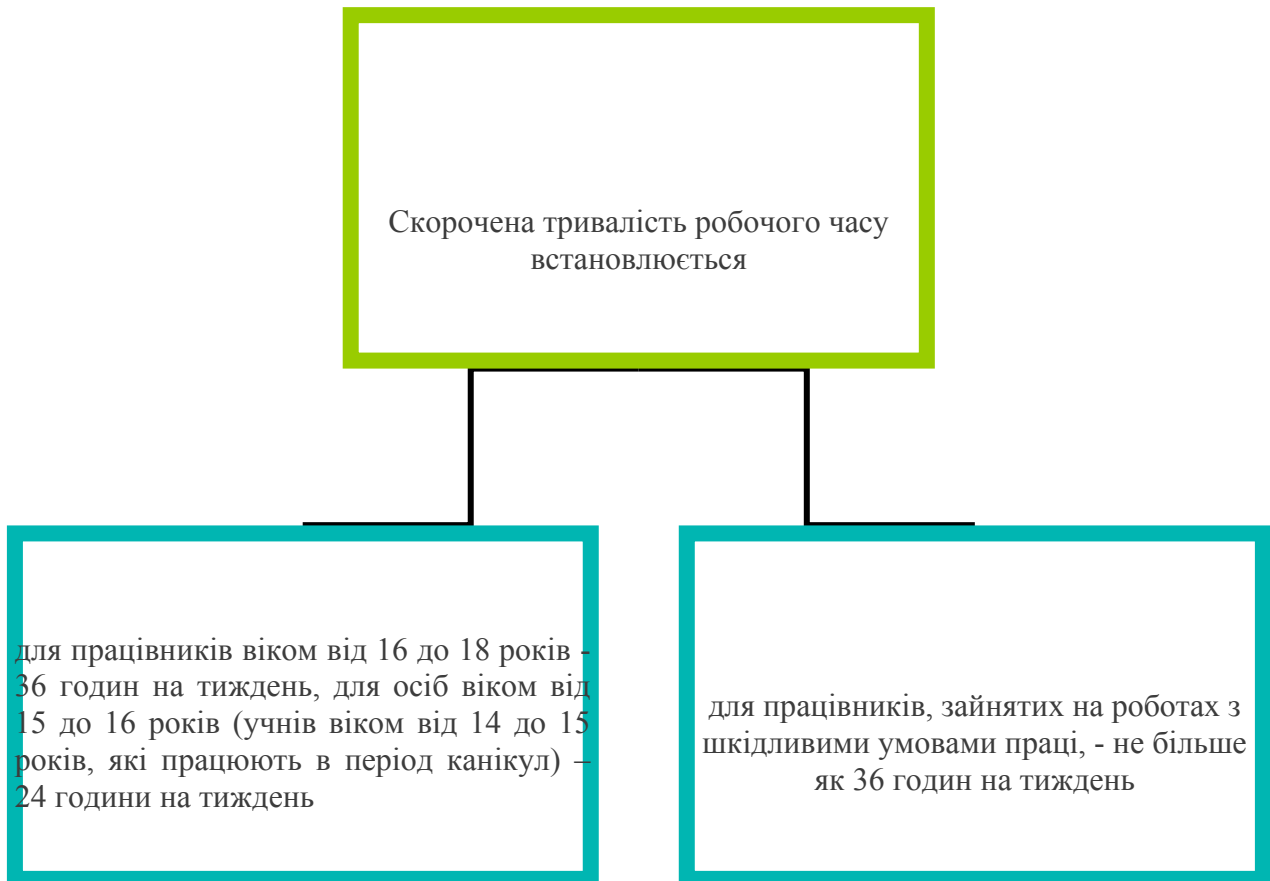 Скорочена тривалість робочого часу
встановлюється
для працівників віком від 16 до 18 років -
36 годин на тиждень, для осіб віком від
15 до 16 років (учнів віком від 14 до 15
років, які працюють в період канікул) –
24 години на тиждень
для працівників, зайнятих на роботах з
шкідливими умовами праці, - не більше
як 36 годин на тиждень